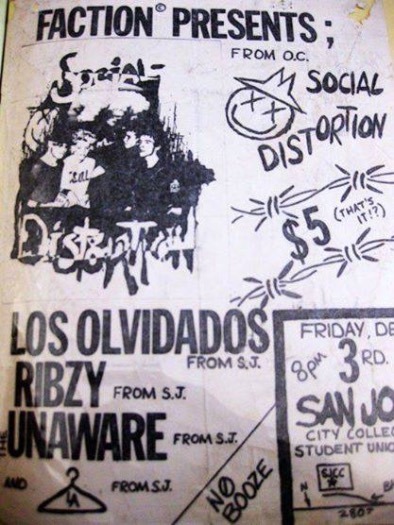 FACTION© PRESENTS;
FROM O.C.
SOCIAL
DISTORTION
Social
Distortion
$5 (THAT'S IT!?)
LOS OLVIDADOS
FROM S.J.
RIBZY FROM S.J.
THE UNAWARE FROM S.J.
AND
FROM S.J.
NO
BOOZE
FRIDAY, DE
8pm 3RD.
SAN JO
CITY COLLEG
STUDENT UNIO
SJCC
N
2807